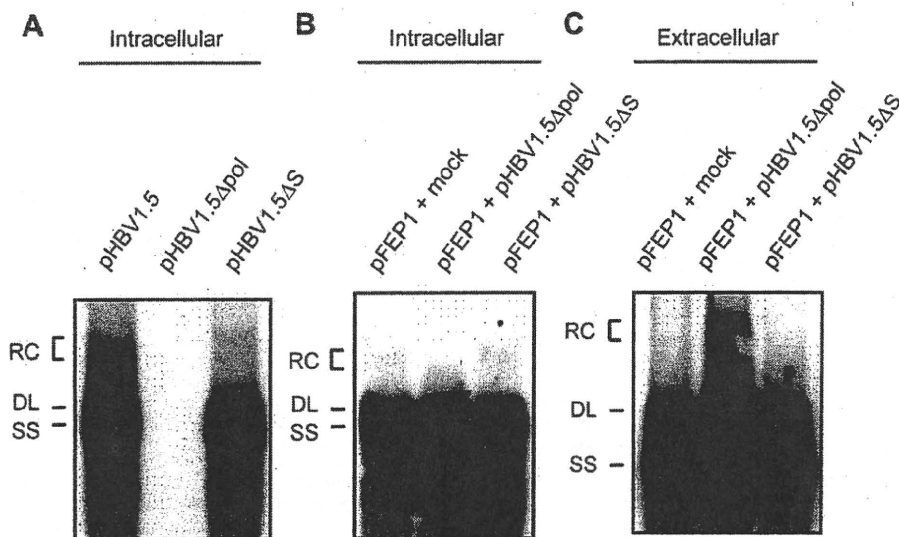 A
Intracellular
pHBV1.5
pHBV1.5Δpol
pHBV1.5ΔS
RC
DL
SS
B
Intracellular
pFEP1 + mock
pFEP1 + pHBV1.5Δpol
pFEP1 + pHBV1.5ΔS
RC
DL
SS
C
Extracellular
pFEP1 + mock
pFEP1 + pHBV1.5Δpol
pFEP1 + pHBV1.5ΔS
RC
DL
SS